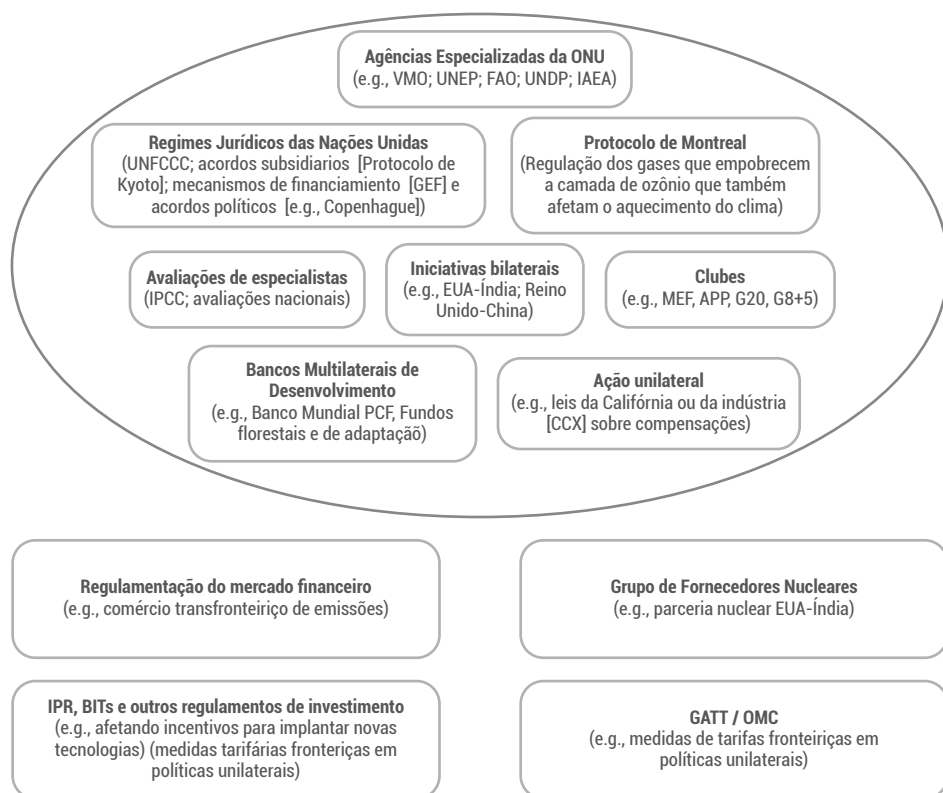 Agências Especializadas da ONU
(e.g., VMO; UNEP; FAO; UNDP; IAEA)
Regimes Jurídicos das Nações Unidas
(UNFCCC; acordos subsidiarios [Protocolo de
Kyoto]; mecanismos de financiamiento [GEF] e
acordos políticos [e.g., Copenhague])
Protocolo de Montreal
(Regulação dos gases que empobrecem
a camada de ozônio que também
afetam o aquecimento do clima)
Avaliações de especialistas
(IPCC; avaliações nacionais)
Iniciativas bilaterais
(e.g., EUA-Índia; Reino
Unido-China)
Clubes
(e.g., MEF, APP, G20, G8+5)
Bancos Multilaterais de
Desenvolvimento
(e.g., Banco Mundial PCF, Fundos
florestais e de adaptação)
Ação unilateral
(e.g., leis da Califórnia ou da indústria
[CCX] sobre compensações)
Regulamentação do mercado financeiro
(e.g., comércio transfronteiriço de emissões)
Grupo de Fornecedores Nucleares
(e.g., parceria nuclear EUA-Índia)
IPR, BITs e outros regulamentos de investimento
(e.g., afetando incentivos para implantar novas
tecnologias) (medidas tarifárias fronteriças em
políticas unilaterais)
GATT / OMC
(e.g., medidas de tarifas fronteiriças em
políticas unilaterais)